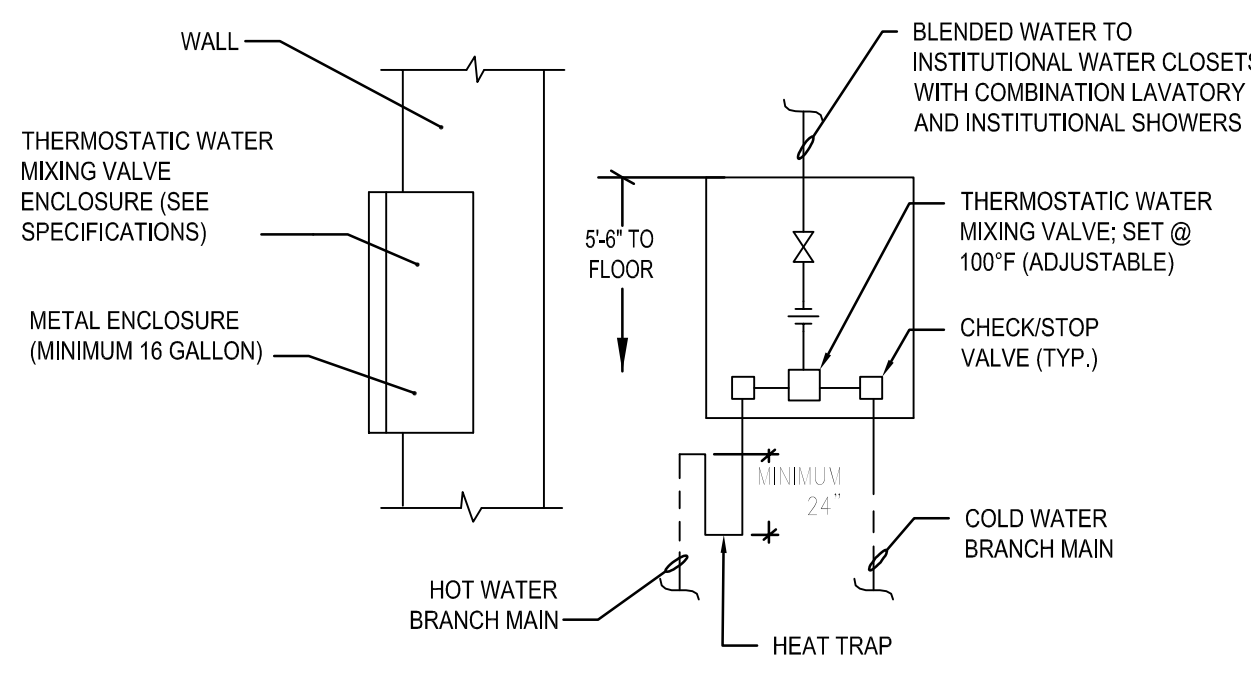 WALL
THERMOSTATIC WATER
MIXING VALVE
ENCLOSURE (SEE
SPECIFICATIONS)
METAL ENCLOSURE
(MINIMUM 16 GALLON)
BLENDED WATER TO
INSTITUTIONAL WATER CLOSETS
WITH COMBINATION LAVATORY
AND INSTITUTIONAL SHOWERS
5'-6" TO
FLOOR
THERMOSTATIC WATER
MIXING VALVE; SET @
100°F (ADJUSTABLE)
CHECK/STOP
VALVE (TYP.)
MINIMUM
24"
COLD WATER
BRANCH MAIN
HOT WATER
BRANCH MAIN
HEAT TRAP